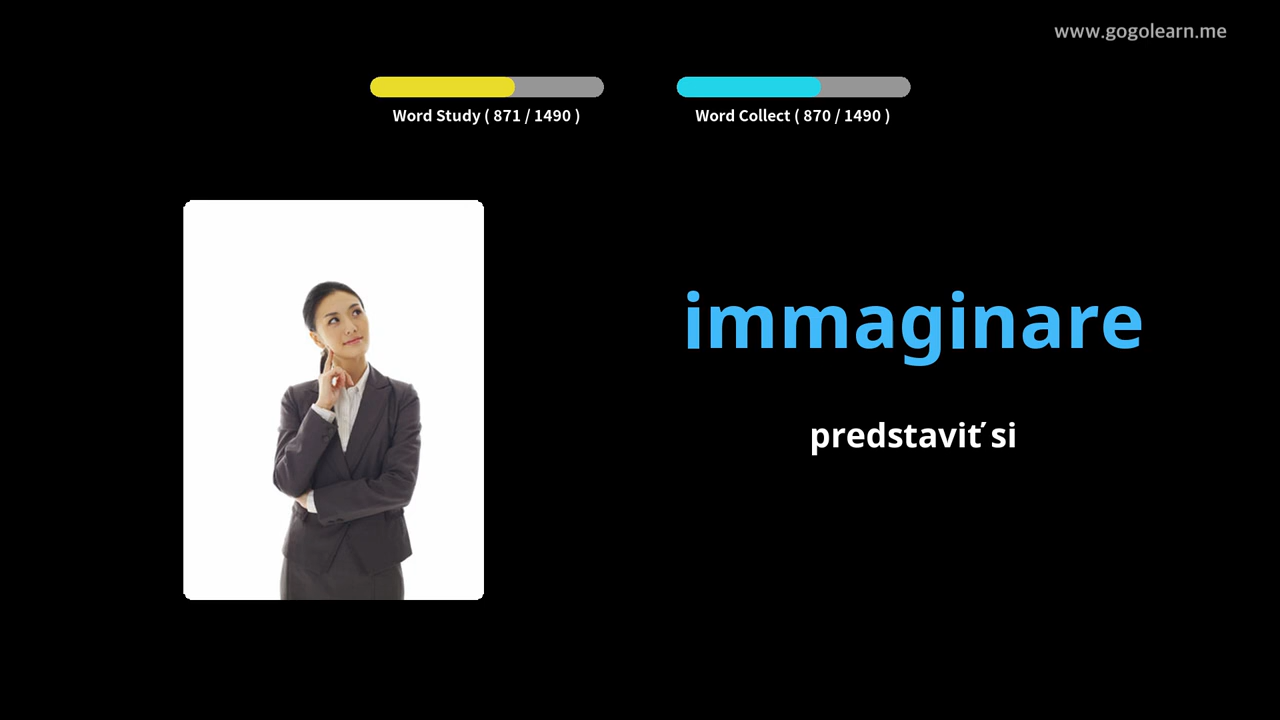 www.gogolearn.me
Word Study ( 871 / 1490 )
Word Collect ( 870 / 1490 )
immaginare
predstaviť si